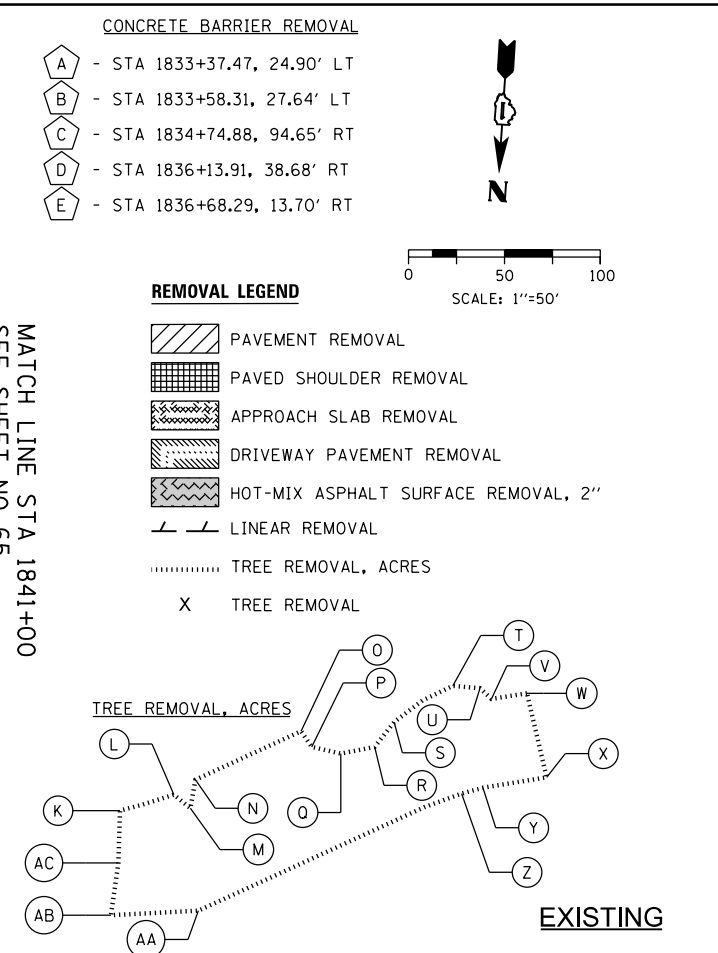 CONCRETE BARRIER REMOVAL
A - STA 1833+37.47, 24.90' LT
B - STA 1833+58.31, 27.64' LT
C - STA 1834+74.88, 94.65' RT
D - STA 1836+13.91, 38.68' RT
E - STA 1836+68.29, 13.70' RT
N
0 50 100
SCALE: 1"=50'
REMOVAL LEGEND
PAVEMENT REMOVAL
PAVED SHOULDER REMOVAL
APPROACH SLAB REMOVAL
DRIVEWAY PAVEMENT REMOVAL
HOT-MIX ASPHALT SURFACE REMOVAL, 2"
LINEAR REMOVAL
TREE REMOVAL, ACRES
X TREE REMOVAL
MATCH LINE STA 1841+00
SEE SHEET NO 65
TREE REMOVAL, ACRES
O
T
P
V
W
L
U
S
X
K
N
Q
R
M
Y
AC
Z
AB
AA
EXISTING